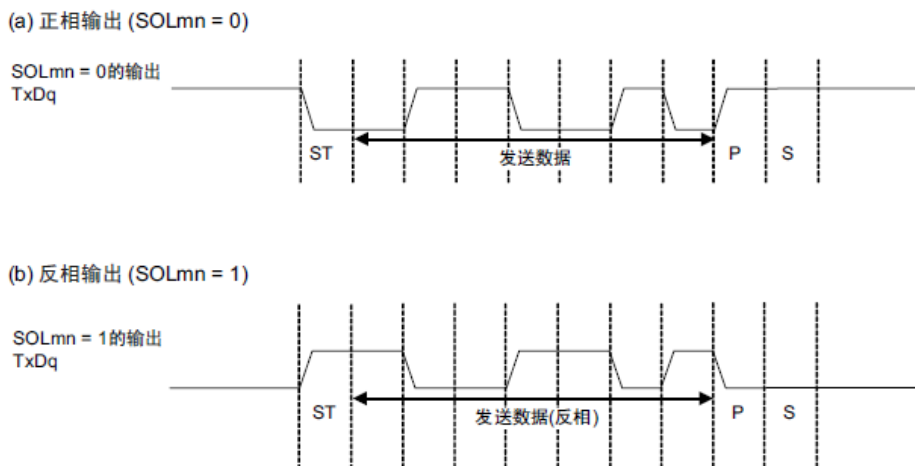 (a) 正相输出 (SOLmn = 0)
SOLmn = 0的输出
TxDq
ST
发送数据
P
S
(b) 反相输出 (SOLmn = 1)
SOLmn = 1的输出
TxDq
ST
发送数据(反相)
P
S